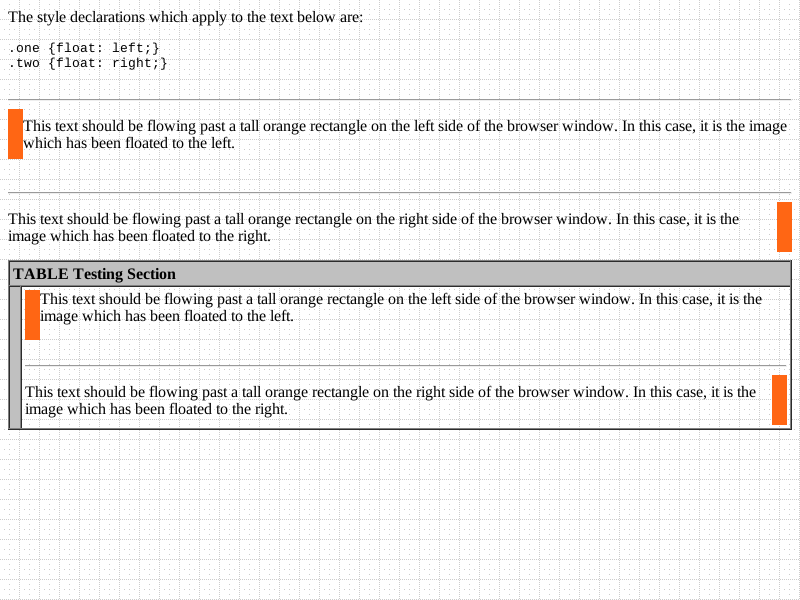 The style declarations which apply to the text below are:
.one {float: left;}
.two {float: right;}
This text should be flowing past a tall orange rectangle on the left side of the browser window. In this case, it is the image
which has been floated to the left.
This text should be flowing past a tall orange rectangle on the right side of the browser window. In this case, it is the
image which has been floated to the right.
TABLE Testing Section
This text should be flowing past a tall orange rectangle on the left side of the browser window. In this case, it is the
image which has been floated to the left.
This text should be flowing past a tall orange rectangle on the right side of the browser window. In this case, it is the
image which has been floated to the right.